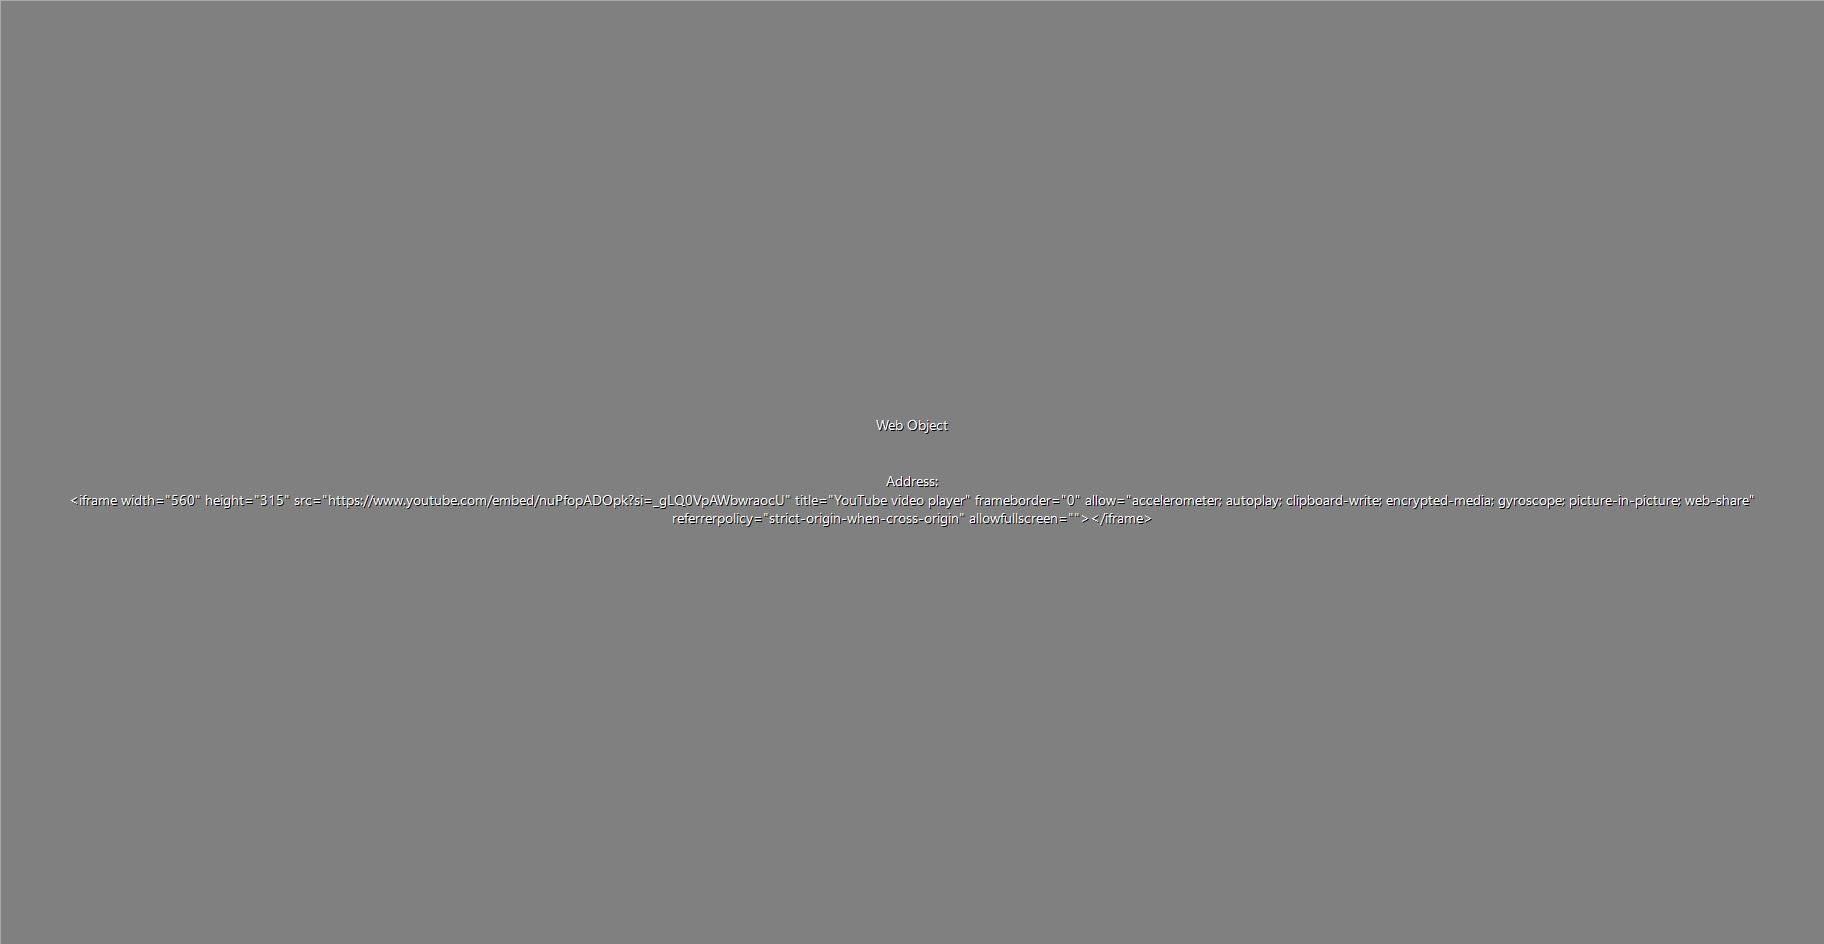 Web Object
Address:
<iframe width="560" height="315" src="https://www.youtube.com/embed/nuPfopADOpk?si=_gLQ0VpAWbwraocU" title="YouTube video player" frameborder="0" allow="accelerometer; autoplay; clipboard-write; encrypted-media; gyroscope; picture-in-picture; web-share"
referrerpolicy="strict-origin-when-cross-origin" allowfullscreen=""></iframe>